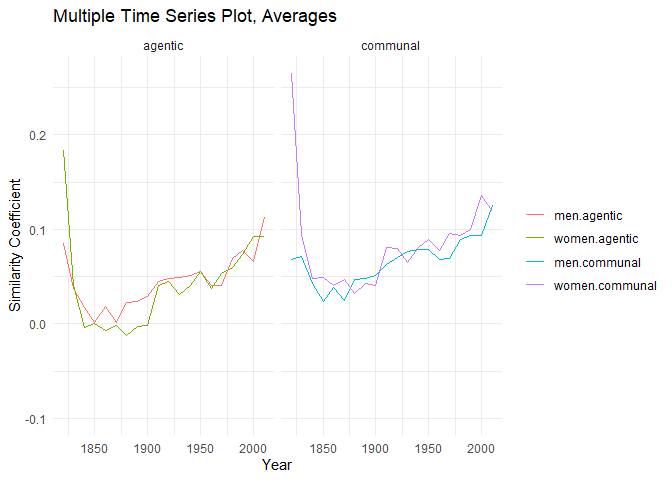 Multiple Time Series Plot, Averages
agentic
communal
Similarity Coefficient
0.2
0.1
0.0
-0.1
1850 1900 1950 2000
1850 1900 1950 2000
Year
men.agentic
women.agentic
men.communal
women.communal